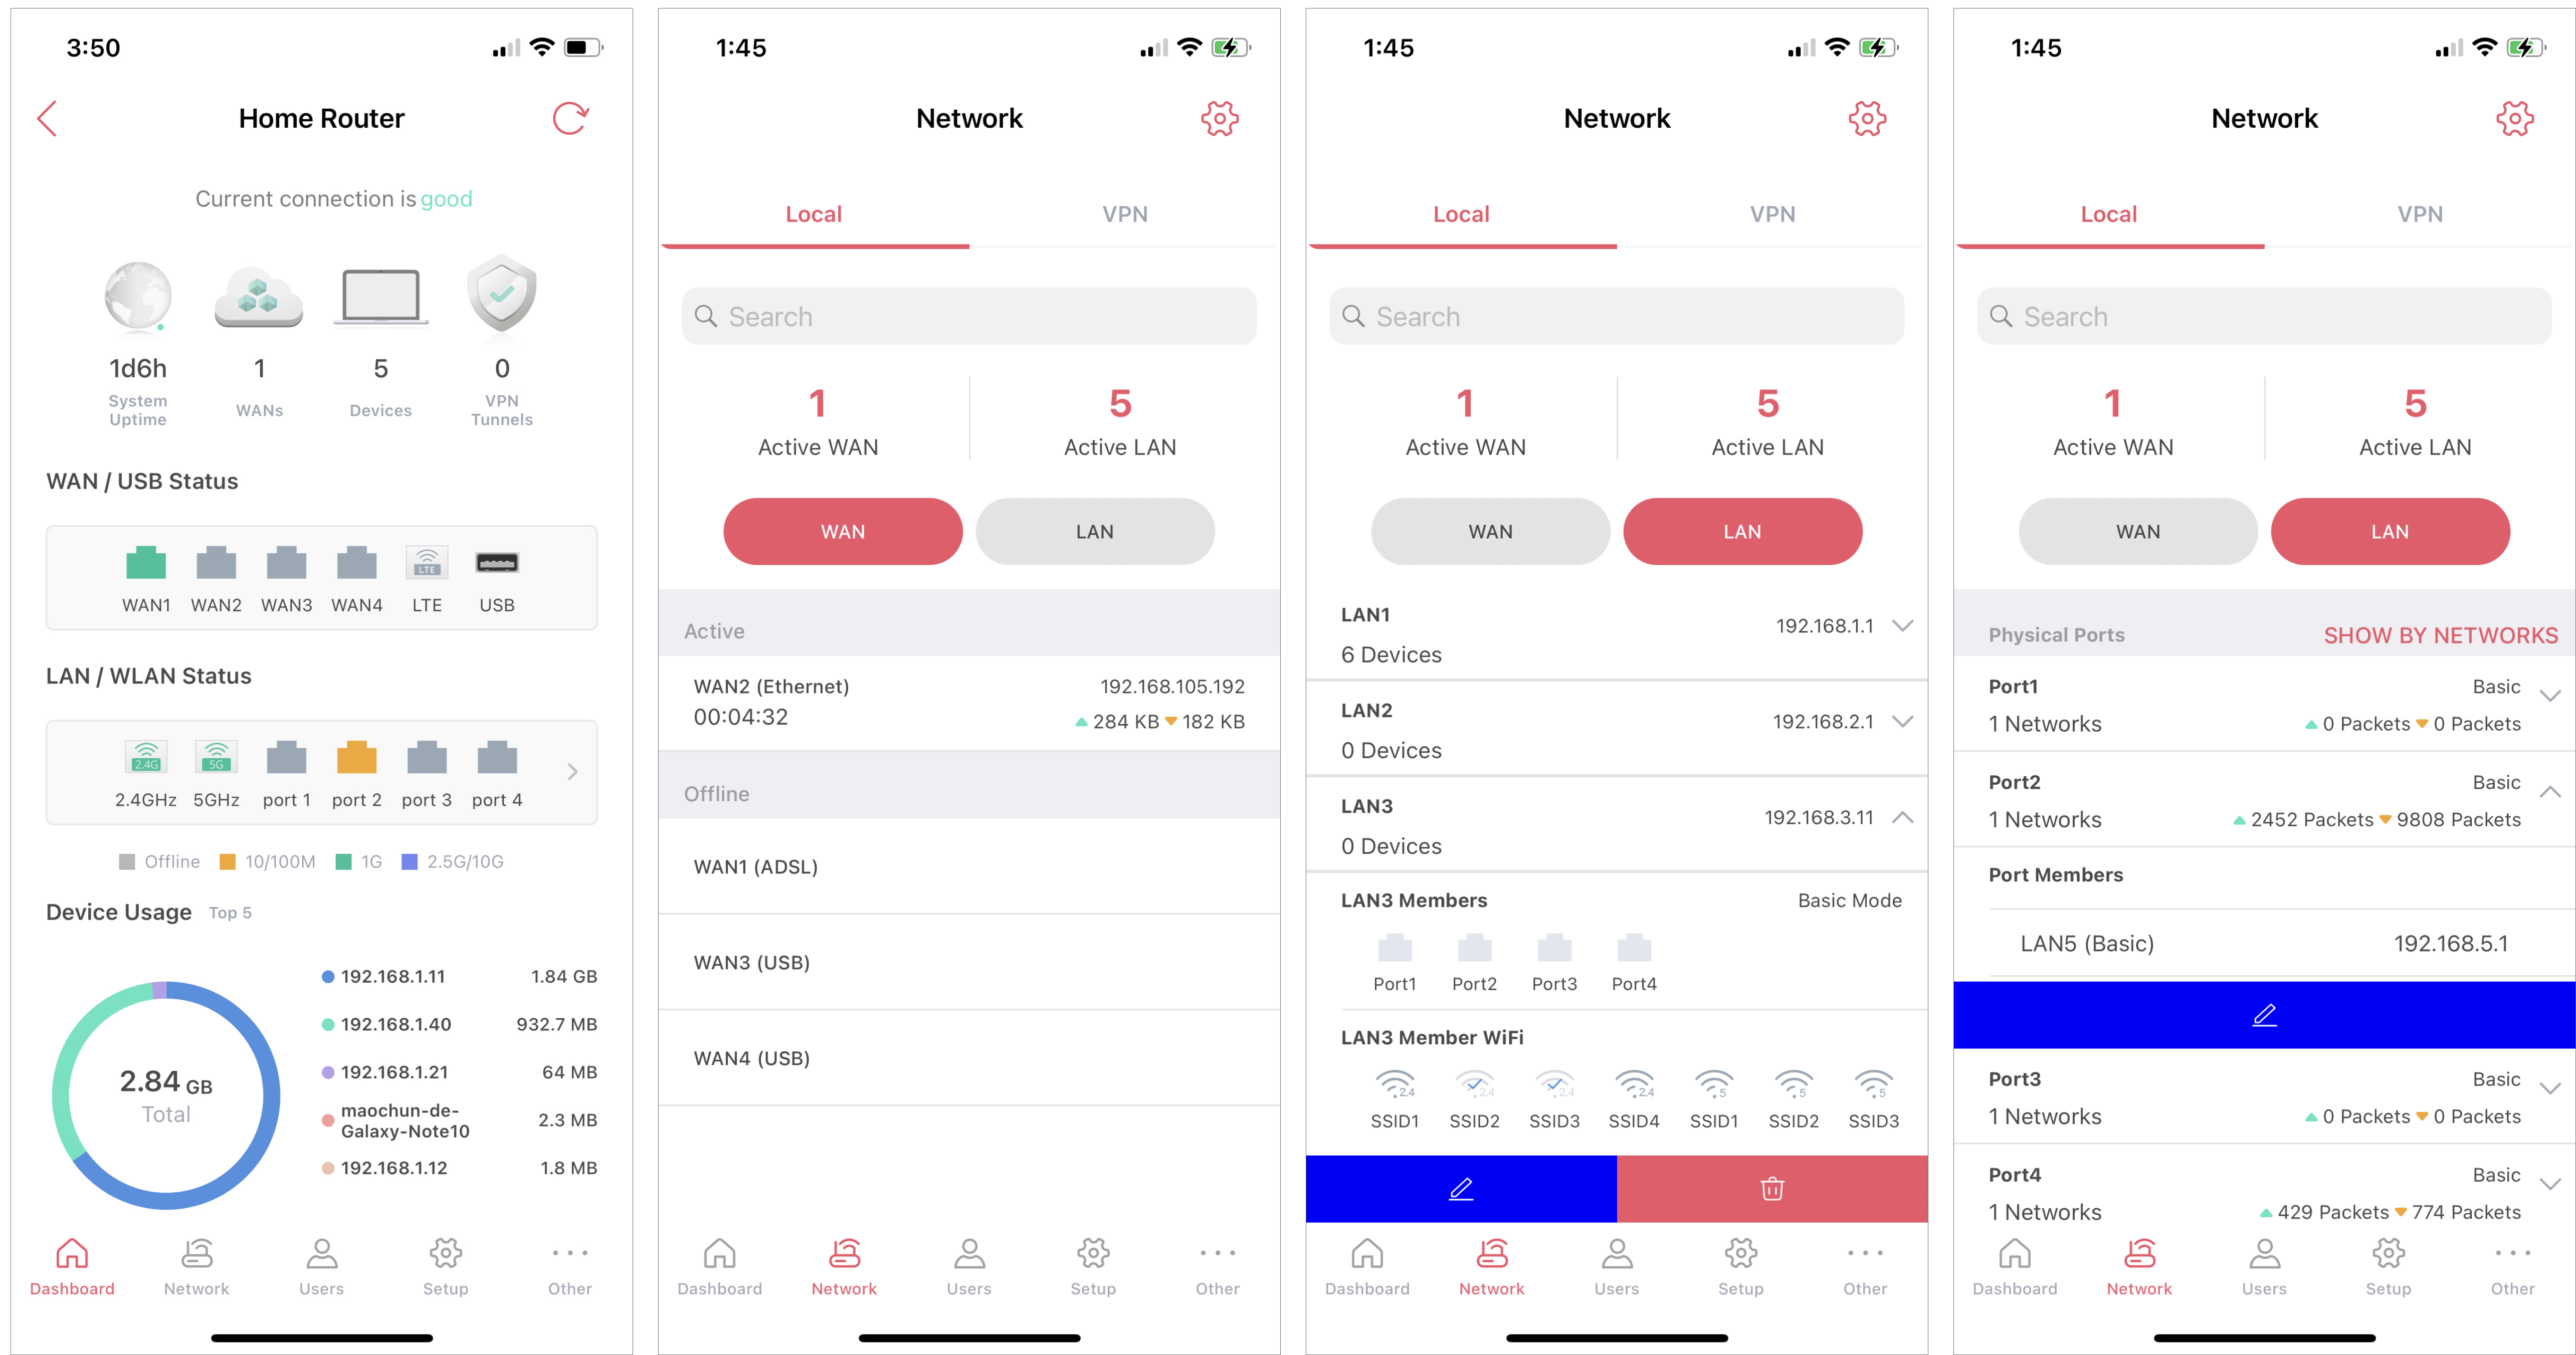 3:50
Home Router
Current connection is good
1d6h
1
5
0
System
Uptime
WANs
Devices
VPN
Tunnels
WAN / USB Status
LTE
WAN1 WAN2 WAN3 WAN4 LTE USB
LAN / WLAN Status
2.4G 5G
2.4GHz 5GHz port 1 port 2 port 3 port 4
Offline 10/100M 1G 2.5G/10G
Device Usage Top 5
192.168.1.11 1.84 GB
192.168.1.40 932.7 MB
192.168.1.21 64 MB
maochun-de-
Galaxy-Note10 2.3 MB
192.168.1.12 1.8 MB
2.84 GB
Total
Dashboard Network Users Setup Other
1:45
Network
Local VPN
Search
1 5
Active WAN Active LAN
WAN LAN
Active
WAN2 (Ethernet) 192.168.105.192
00:04:32 284 KB 182 KB
Offline
WAN1 (ADSL)
WAN3 (USB)
WAN4 (USB)
Dashboard Network Users Setup Other
1:45
Network
Local VPN
Search
1 5
Active WAN Active LAN
WAN LAN
LAN1 192.168.1.1
6 Devices
LAN2 192.168.2.1
0 Devices
LAN3 192.168.3.11
0 Devices
LAN3 Members Basic Mode
Port1 Port2 Port3 Port4
LAN3 Member WiFi
2.4 2.4 2.4 2.4 5 5 5
SSID1 SSID2 SSID3 SSID4 SSID1 SSID2 SSID3
Dashboard Network Users Setup Other
1:45
Network
Local VPN
Search
1 5
Active WAN Active LAN
WAN LAN
Physical Ports SHOW BY NETWORKS
Port1 Basic
1 Networks 0 Packets 0 Packets
Port2 Basic
1 Networks 2452 Packets 9808 Packets
Port Members
LAN5 (Basic) 192.168.5.1
Port3 Basic
1 Networks 0 Packets 0 Packets
Port4 Basic
1 Networks 429 Packets 774 Packets
Dashboard Network Users Setup Other